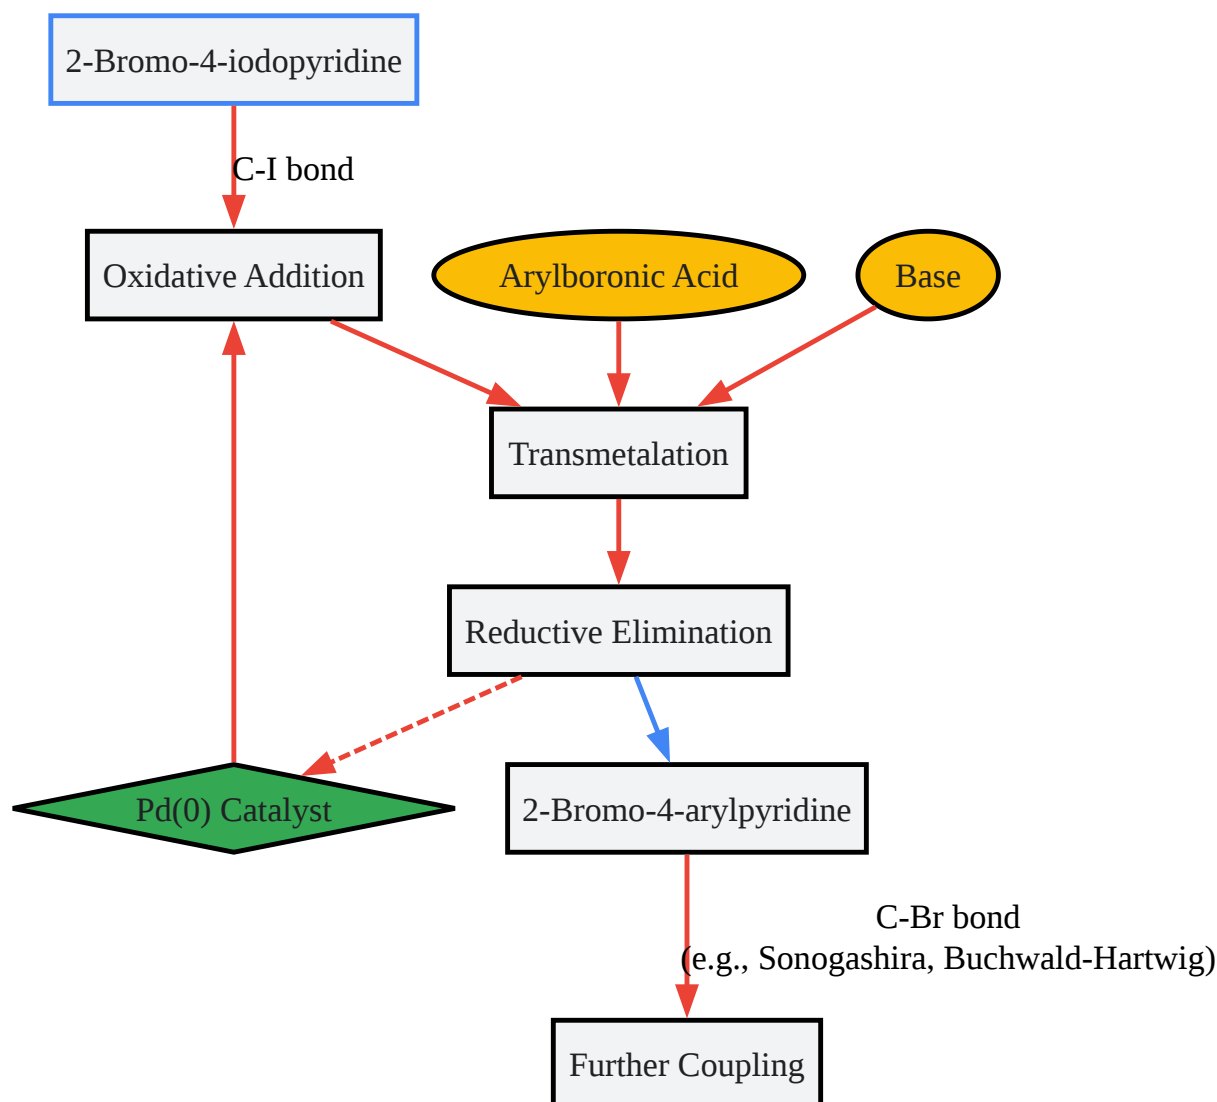 2-Bromo-4-iodopyridine
C-I bond
Oxidative Addition
Arylboronic Acid
Base
Transmetalation
Reductive Elimination
Pd(0) Catalyst
2-Bromo-4-arylpyridine
C-Br bond
(e.g., Sonogashira, Buchwald-Hartwig)
Further Coupling